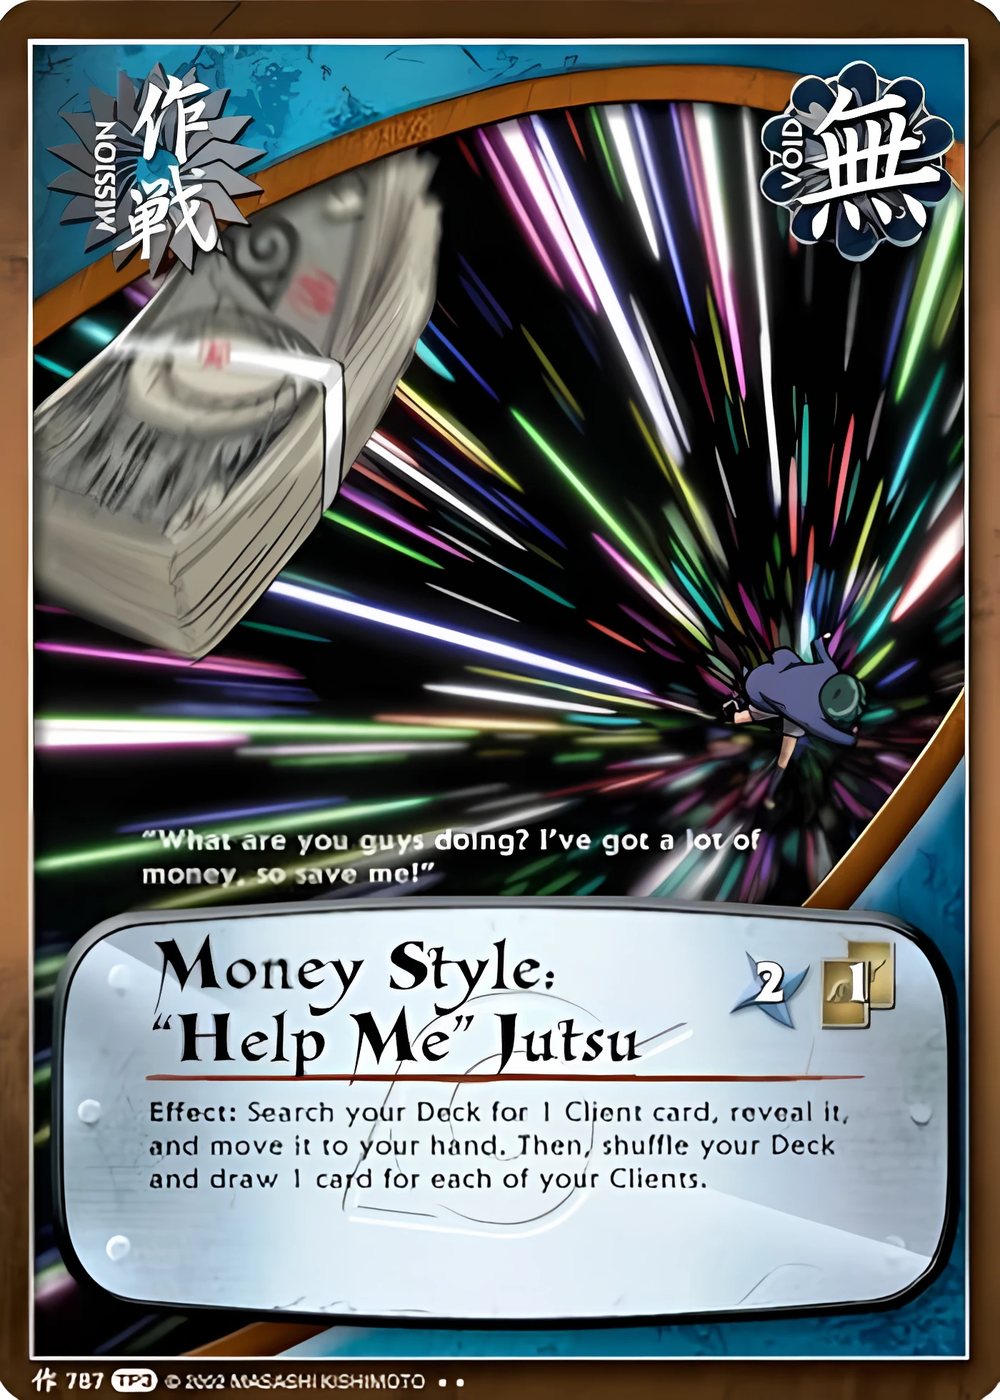 作戦
MISSION
無
VOID
“What are you guys doing? I’ve got a lot of
money, so save me!”
Money Style:
“Help Me” Jutsu
2
1
Effect: Search your Deck for 1 Client card, reveal it,
and move it to your hand. Then, shuffle your Deck
and draw 1 card for each of your Clients.
作 787 TPJ © 2002 MASASHI KISHIMOTO